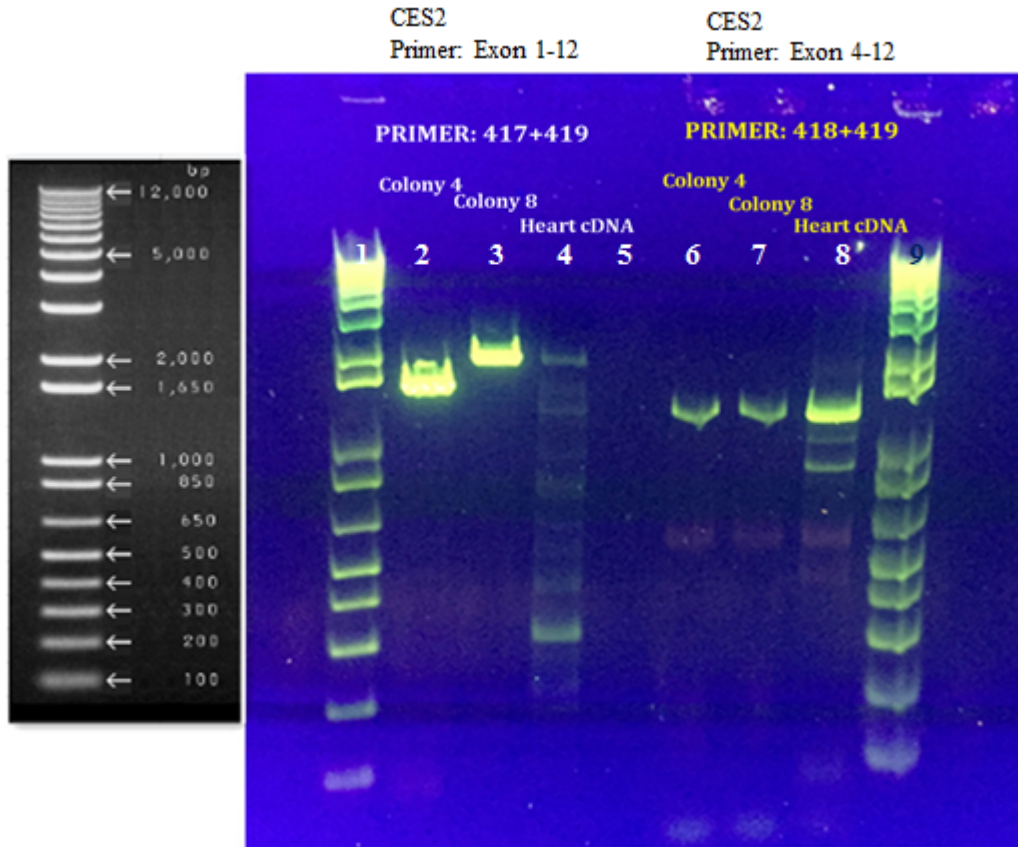 CES2
Primer: Exon 1-12
CES2
Primer: Exon 4-12
PRIMER: 417+419
PRIMER: 418+419
Colony 4
Colony 8
Heart cDNA
Colony 4
Colony 8
Heart cDNA
1 2 3 4 5 6 7 8 9
bp
12,000
5,000
2,000
1,650
1,000
850
650
500
400
300
200
100